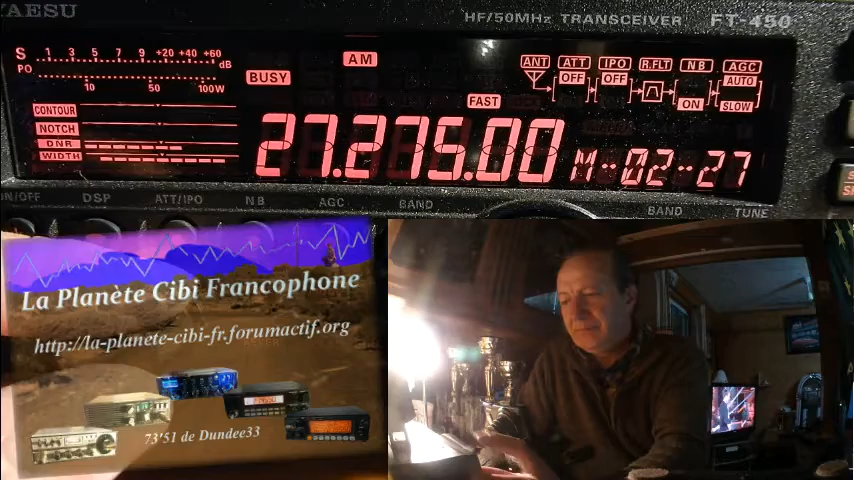 YAESU
HF/50MHz TRANSCEIVER FT-450
S 1 3 5 7 9 +20 +40 +60 dB
PO 10 50 100W
BUSY
AM
FAST
ANT ATT IPO R.FLT NB AGC
OFF OFF AUTO
ON SLOW
CONTOUR
NOTCH
DNR
WIDTH
27.275.00
M-02-27
ON/OFF DSP ATT/IPO NB AGC BAND BAND TUNE
La Planète Cibi Francophone
http://la-planete-cibi-fr.forumactif.org
73'51 de Dundee33